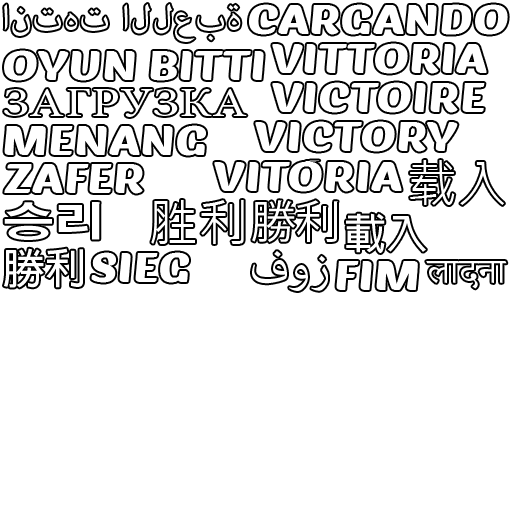 انتهت اللعبة CARGANDO
OYUN BITTI VITTORIA
ЗАГРУЗКА VICTOIRE
MENANG VICTORY
ZAFER VITÓRIA 载入
승리 胜利 勝利 載入
勝利 SIEG فوز FIM लादना